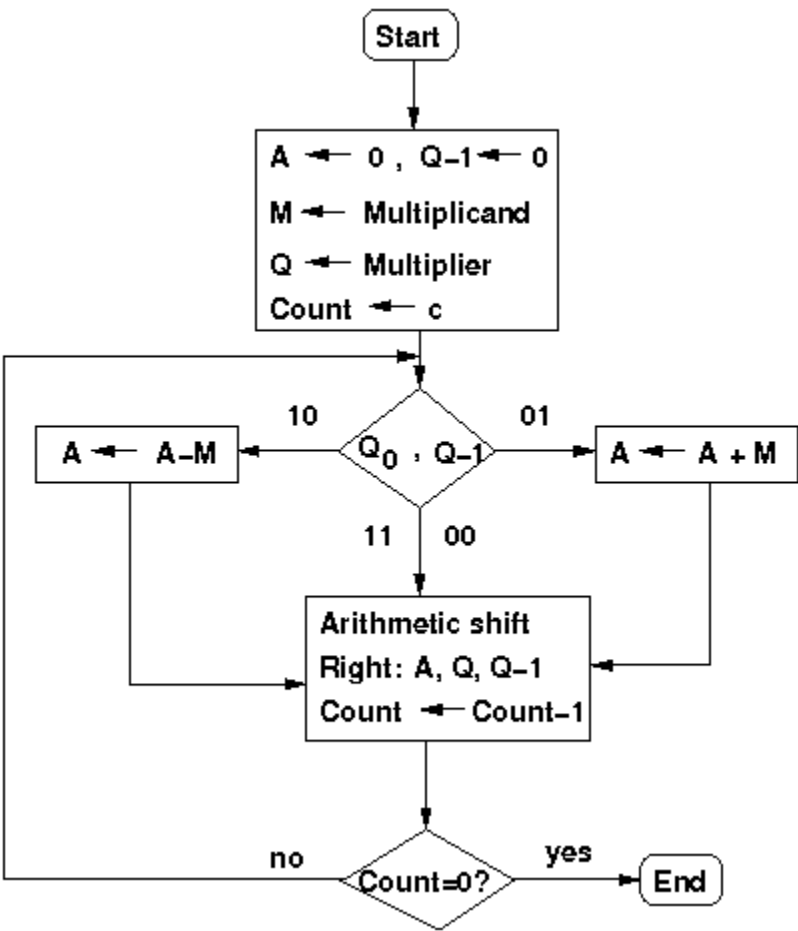 Start
A ← 0 , Q−1 ← 0
M ← Multiplicand
Q ← Multiplier
Count ← c
10
01
A ← A−M
Q0 , Q−1
A ← A + M
11
00
Arithmetic shift
Right: A, Q, Q−1
Count ← Count−1
no
yes
Count=0?
End